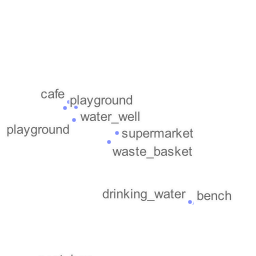 cafe
playground
water_well
playground
supermarket
waste_basket
drinking_water
bench